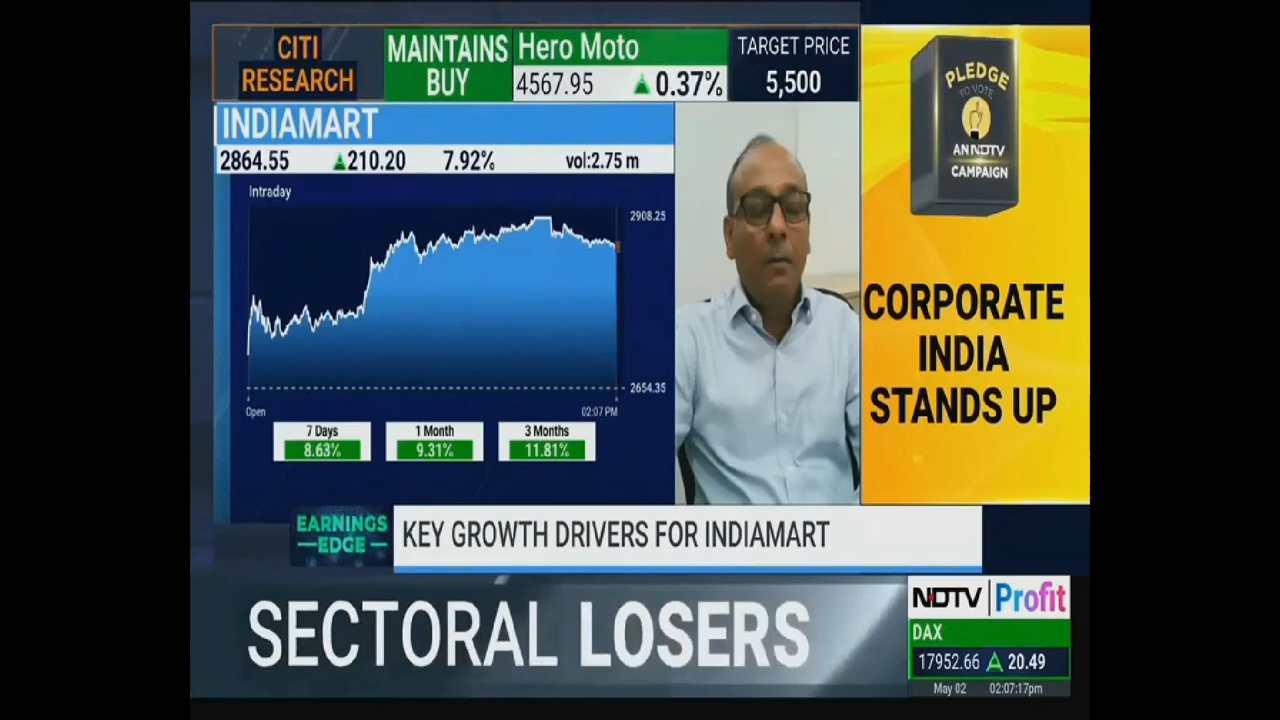 CITI
RESEARCH
MAINTAINS
BUY
Hero Moto
4567.95 0.37%
TARGET PRICE
5,500
INDIAMART
2864.55 210.20 7.92% vol:2.75 m
Intraday
2908.25
2654.35
Open 02:07 PM
7 Days
8.63%
1 Month
9.31%
3 Months
11.81%
PLEDGE
TO VOTE
AN NDTV
CAMPAIGN
CORPORATE
INDIA
STANDS UP
EARNINGS
EDGE
KEY GROWTH DRIVERS FOR INDIAMART
SECTORAL LOSERS
NDTV Profit
DAX
17952.66 20.49
May 02 02:07:17pm